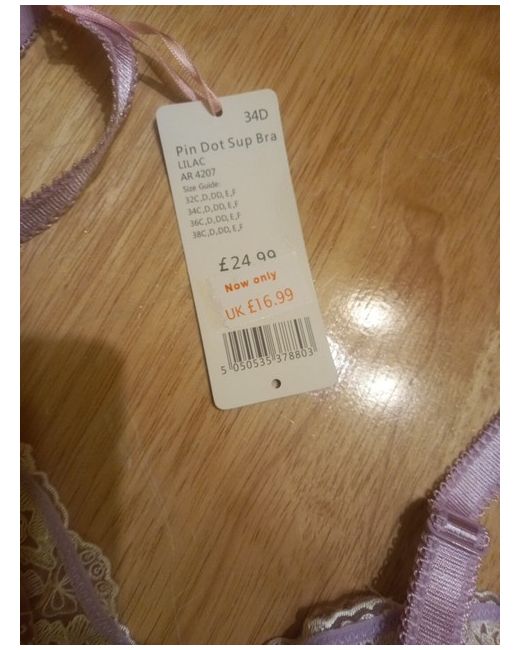 34D
Pin Dot Sup Bra
LILAC
AR 4207
Size Guide:
32C,D,DD,E,F
34C,D,DD,E,F
36C,D,DD,E,F
38C,D,DD,E,F
£24.99
Now only
UK £16.99
5 050535 378803